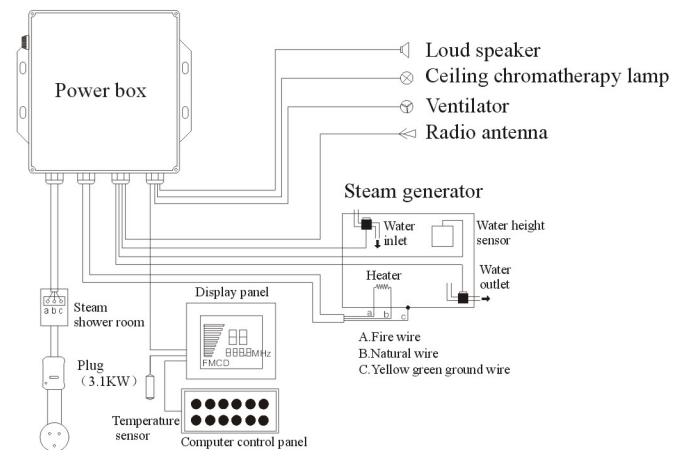 Loud speaker
Power box
Ceiling chromatherapy lamp
Ventilator
Radio antenna
Steam generator
Water
inlet
Water height
sensor
Water
outlet
Heater
a b c
Display panel
a b c
Steam
shower room
MHz
FMCD
A.Fire wire
B.Natural wire
C.Yellow green ground wire
Plug
（3.1KW）
Temperature
sensor
Computer control panel